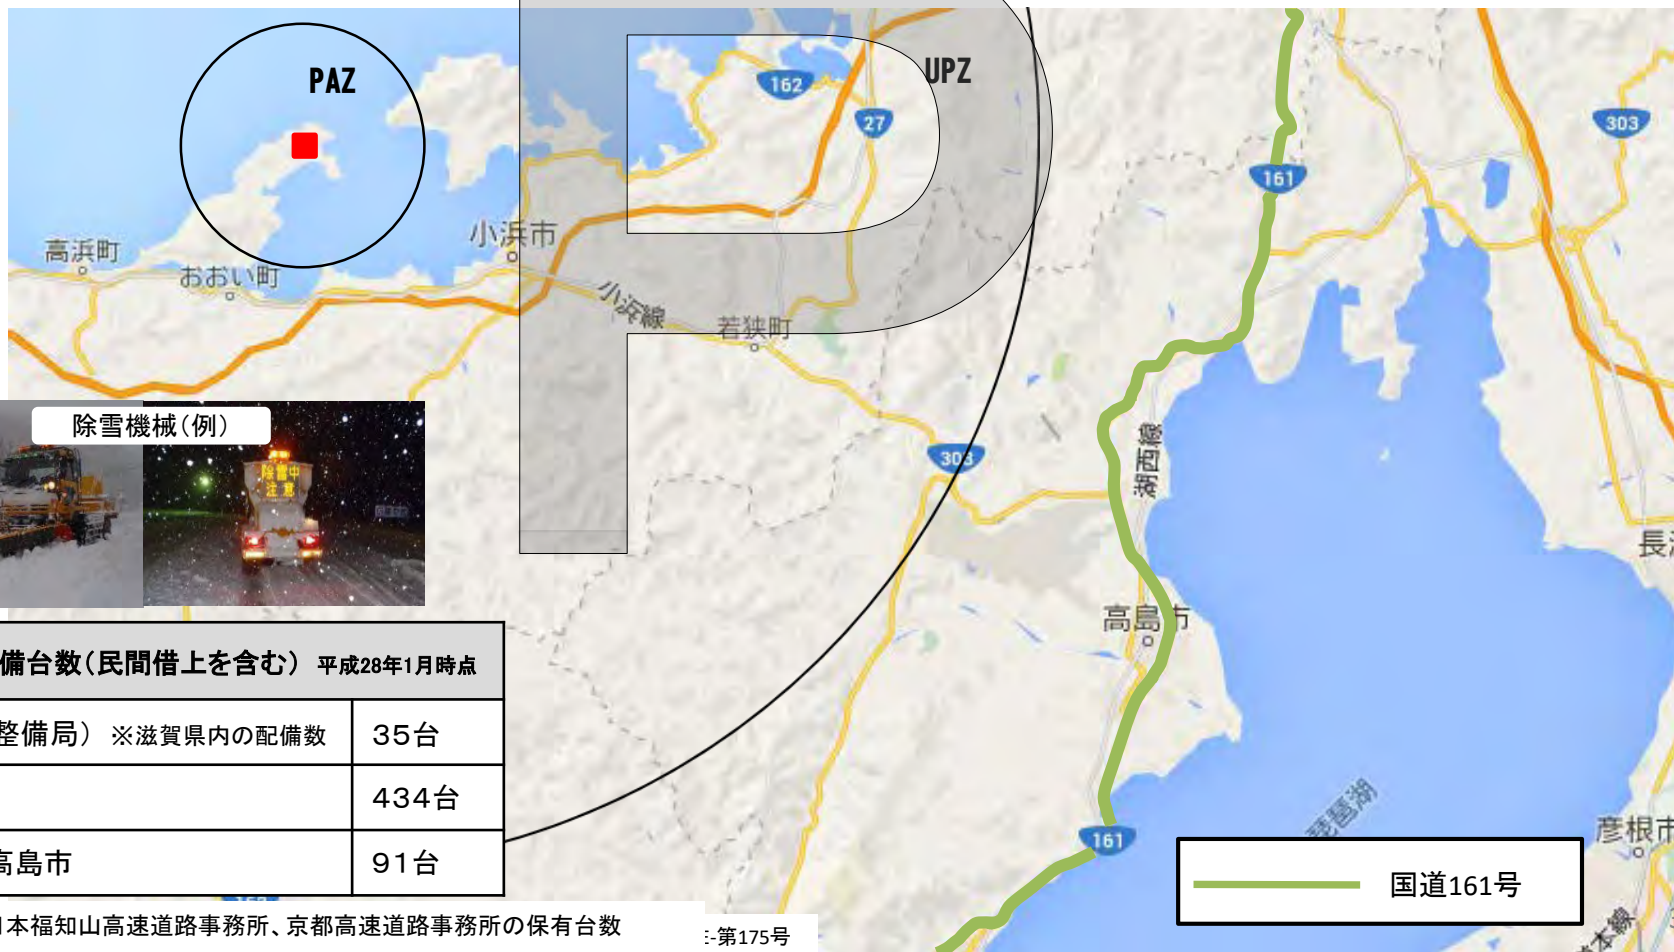 PAZ
UPZ
162
27
303
161
高浜町
おおい町
小浜市
小浜線
若狭町
除雪機械(例)
除雪中
注意
303
湖西線
長
高島市
備台数(民間借上を含む) 平成28年1月時点
整備局) ※滋賀県内の配備数 35台
434台
高島市 91台
本福知山高速道路事務所、京都高速道路事務所の保有台数
-第175号
161
琵琶湖
彦根市
国道161号
本線